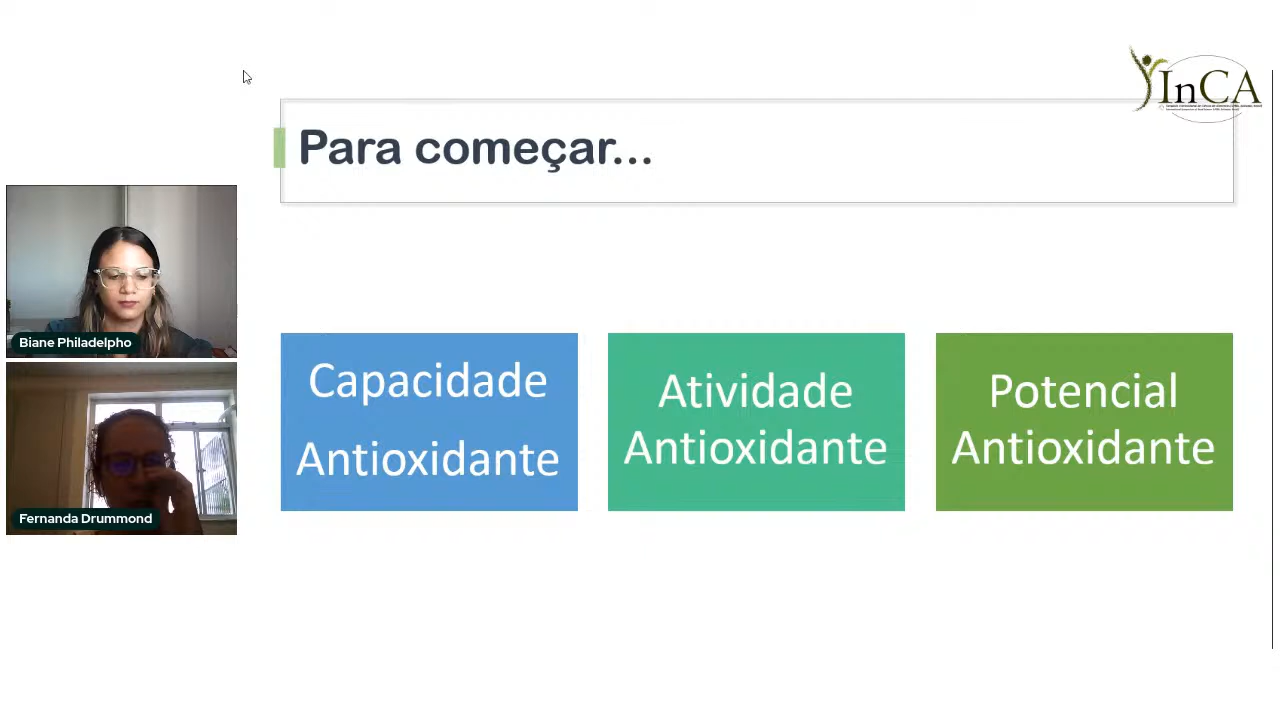 InCA
Para começar...
Biane Philadelpho
Fernanda Drummond
Capacidade
Antioxidante
Atividade
Antioxidante
Potencial
Antioxidante